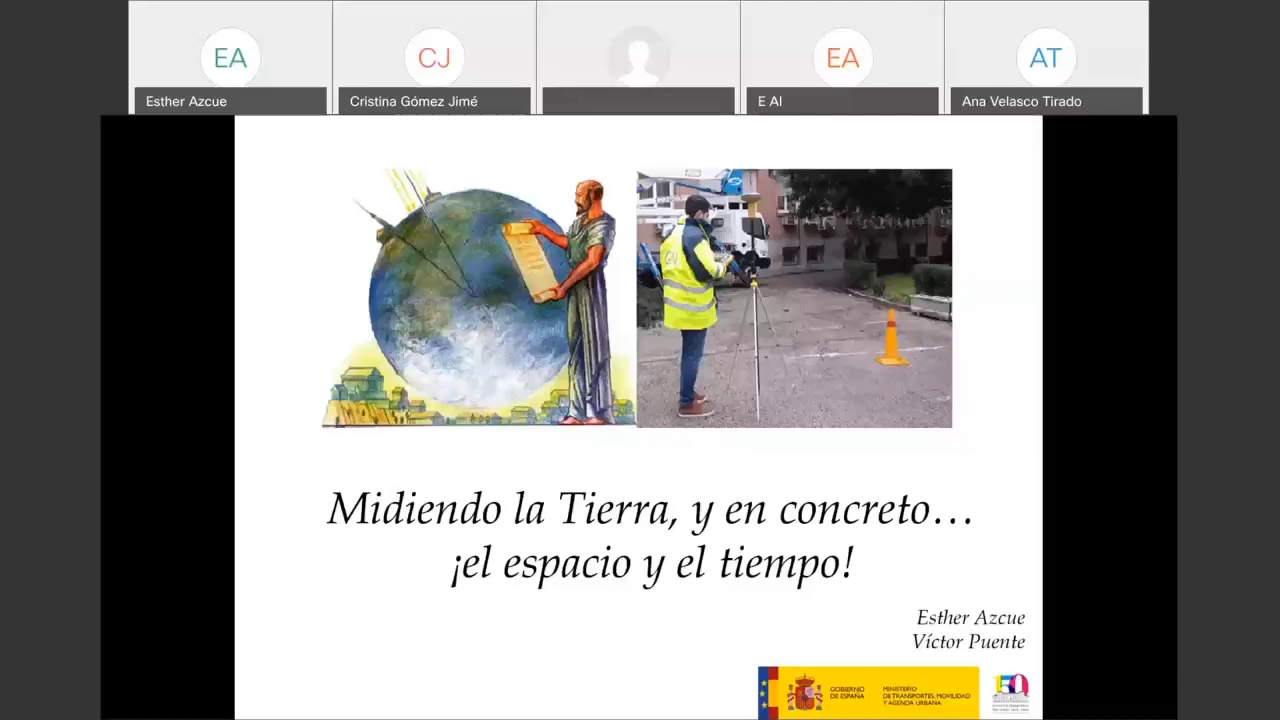 EA
CJ
EA
AT
Esther Azcue
Cristina Gómez Jimé
E Al
Ana Velasco Tirado
Midiendo la Tierra, y en concreto…
¡el espacio y el tiempo!
Esther Azcue
Víctor Puente
GOBIERNO
DE ESPAÑA
MINISTERIO
DE TRANSPORTES, MOVILIDAD
Y AGENDA URBANA